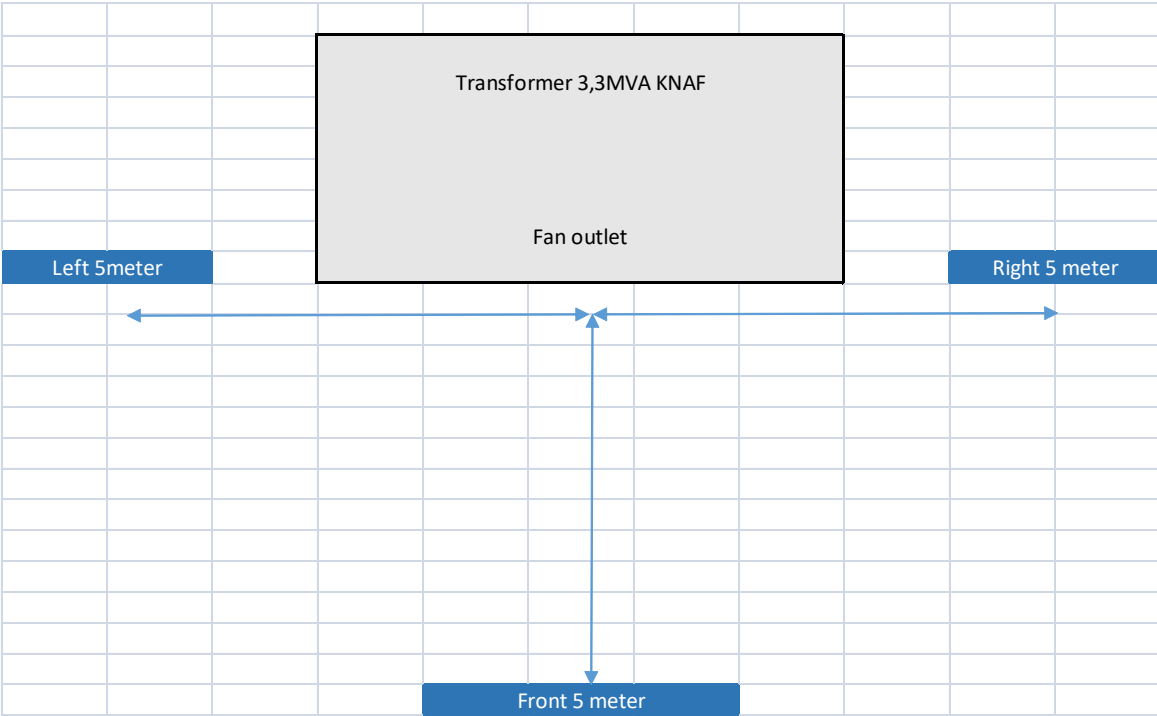 Transformer 3,3MVA KNAF
Fan outlet
Left 5meter
Right 5 meter
Front 5 meter